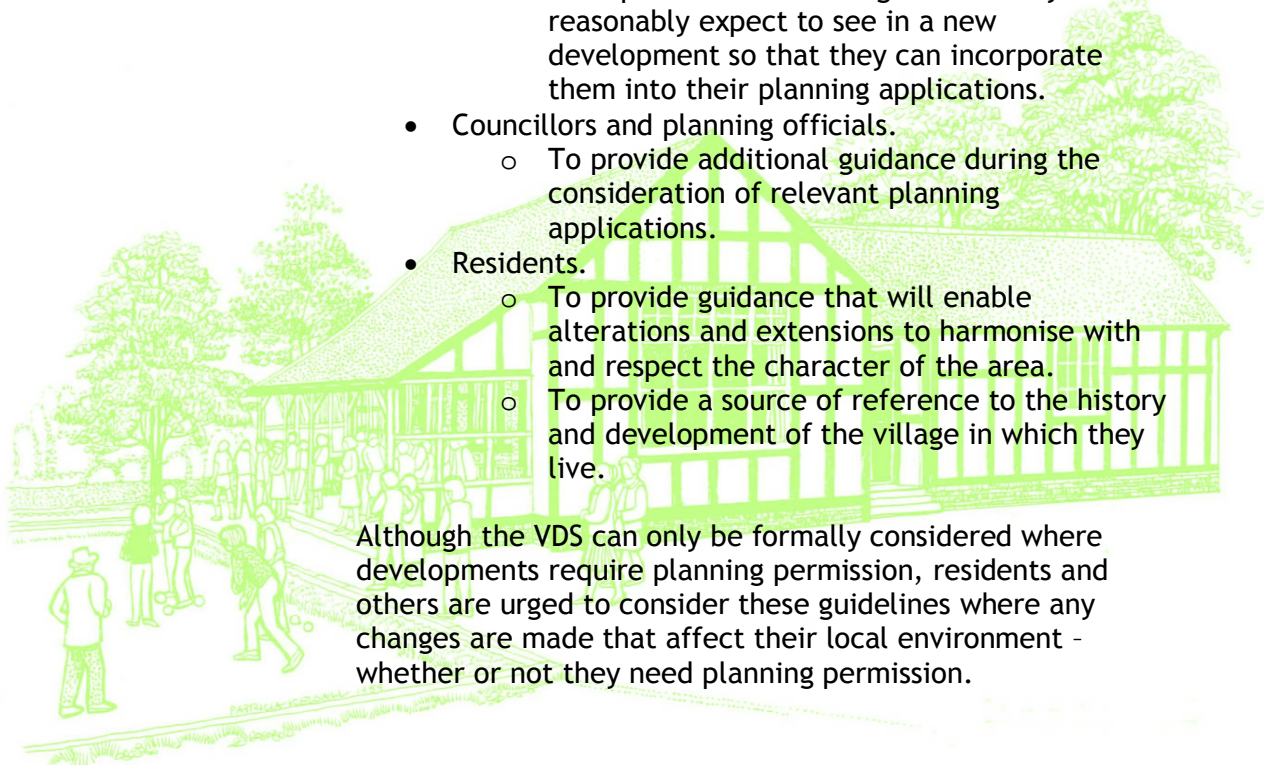 reasonably expect to see in a new
development so that they can incorporate
them into their planning applications.
• Councillors and planning officials.
o To provide additional guidance during the
consideration of relevant planning
applications.
• Residents.
o To provide guidance that will enable
alterations and extensions to harmonise with
and respect the character of the area.
o To provide a source of reference to the history
and development of the village in which they
live.
Although the VDS can only be formally considered where
developments require planning permission, residents and
others are urged to consider these guidelines where any
changes are made that affect their local environment –
whether or not they need planning permission.
PATRICIA